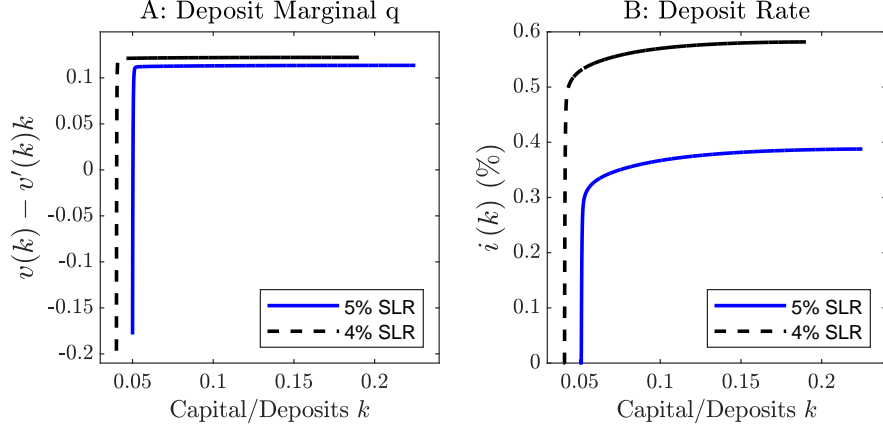 A: Deposit Marginal q
0.1
0.05
0
-0.05
-0.1
-0.15
-0.2
v(k) − v′(k)k
0.05
0.1
0.15
0.2
Capital/Deposits k
5% SLR
4% SLR
B: Deposit Rate
0.6
0.5
0.4
0.3
0.2
0.1
0
i (k) (%)
0.05
0.1
0.15
0.2
Capital/Deposits k
5% SLR
4% SLR